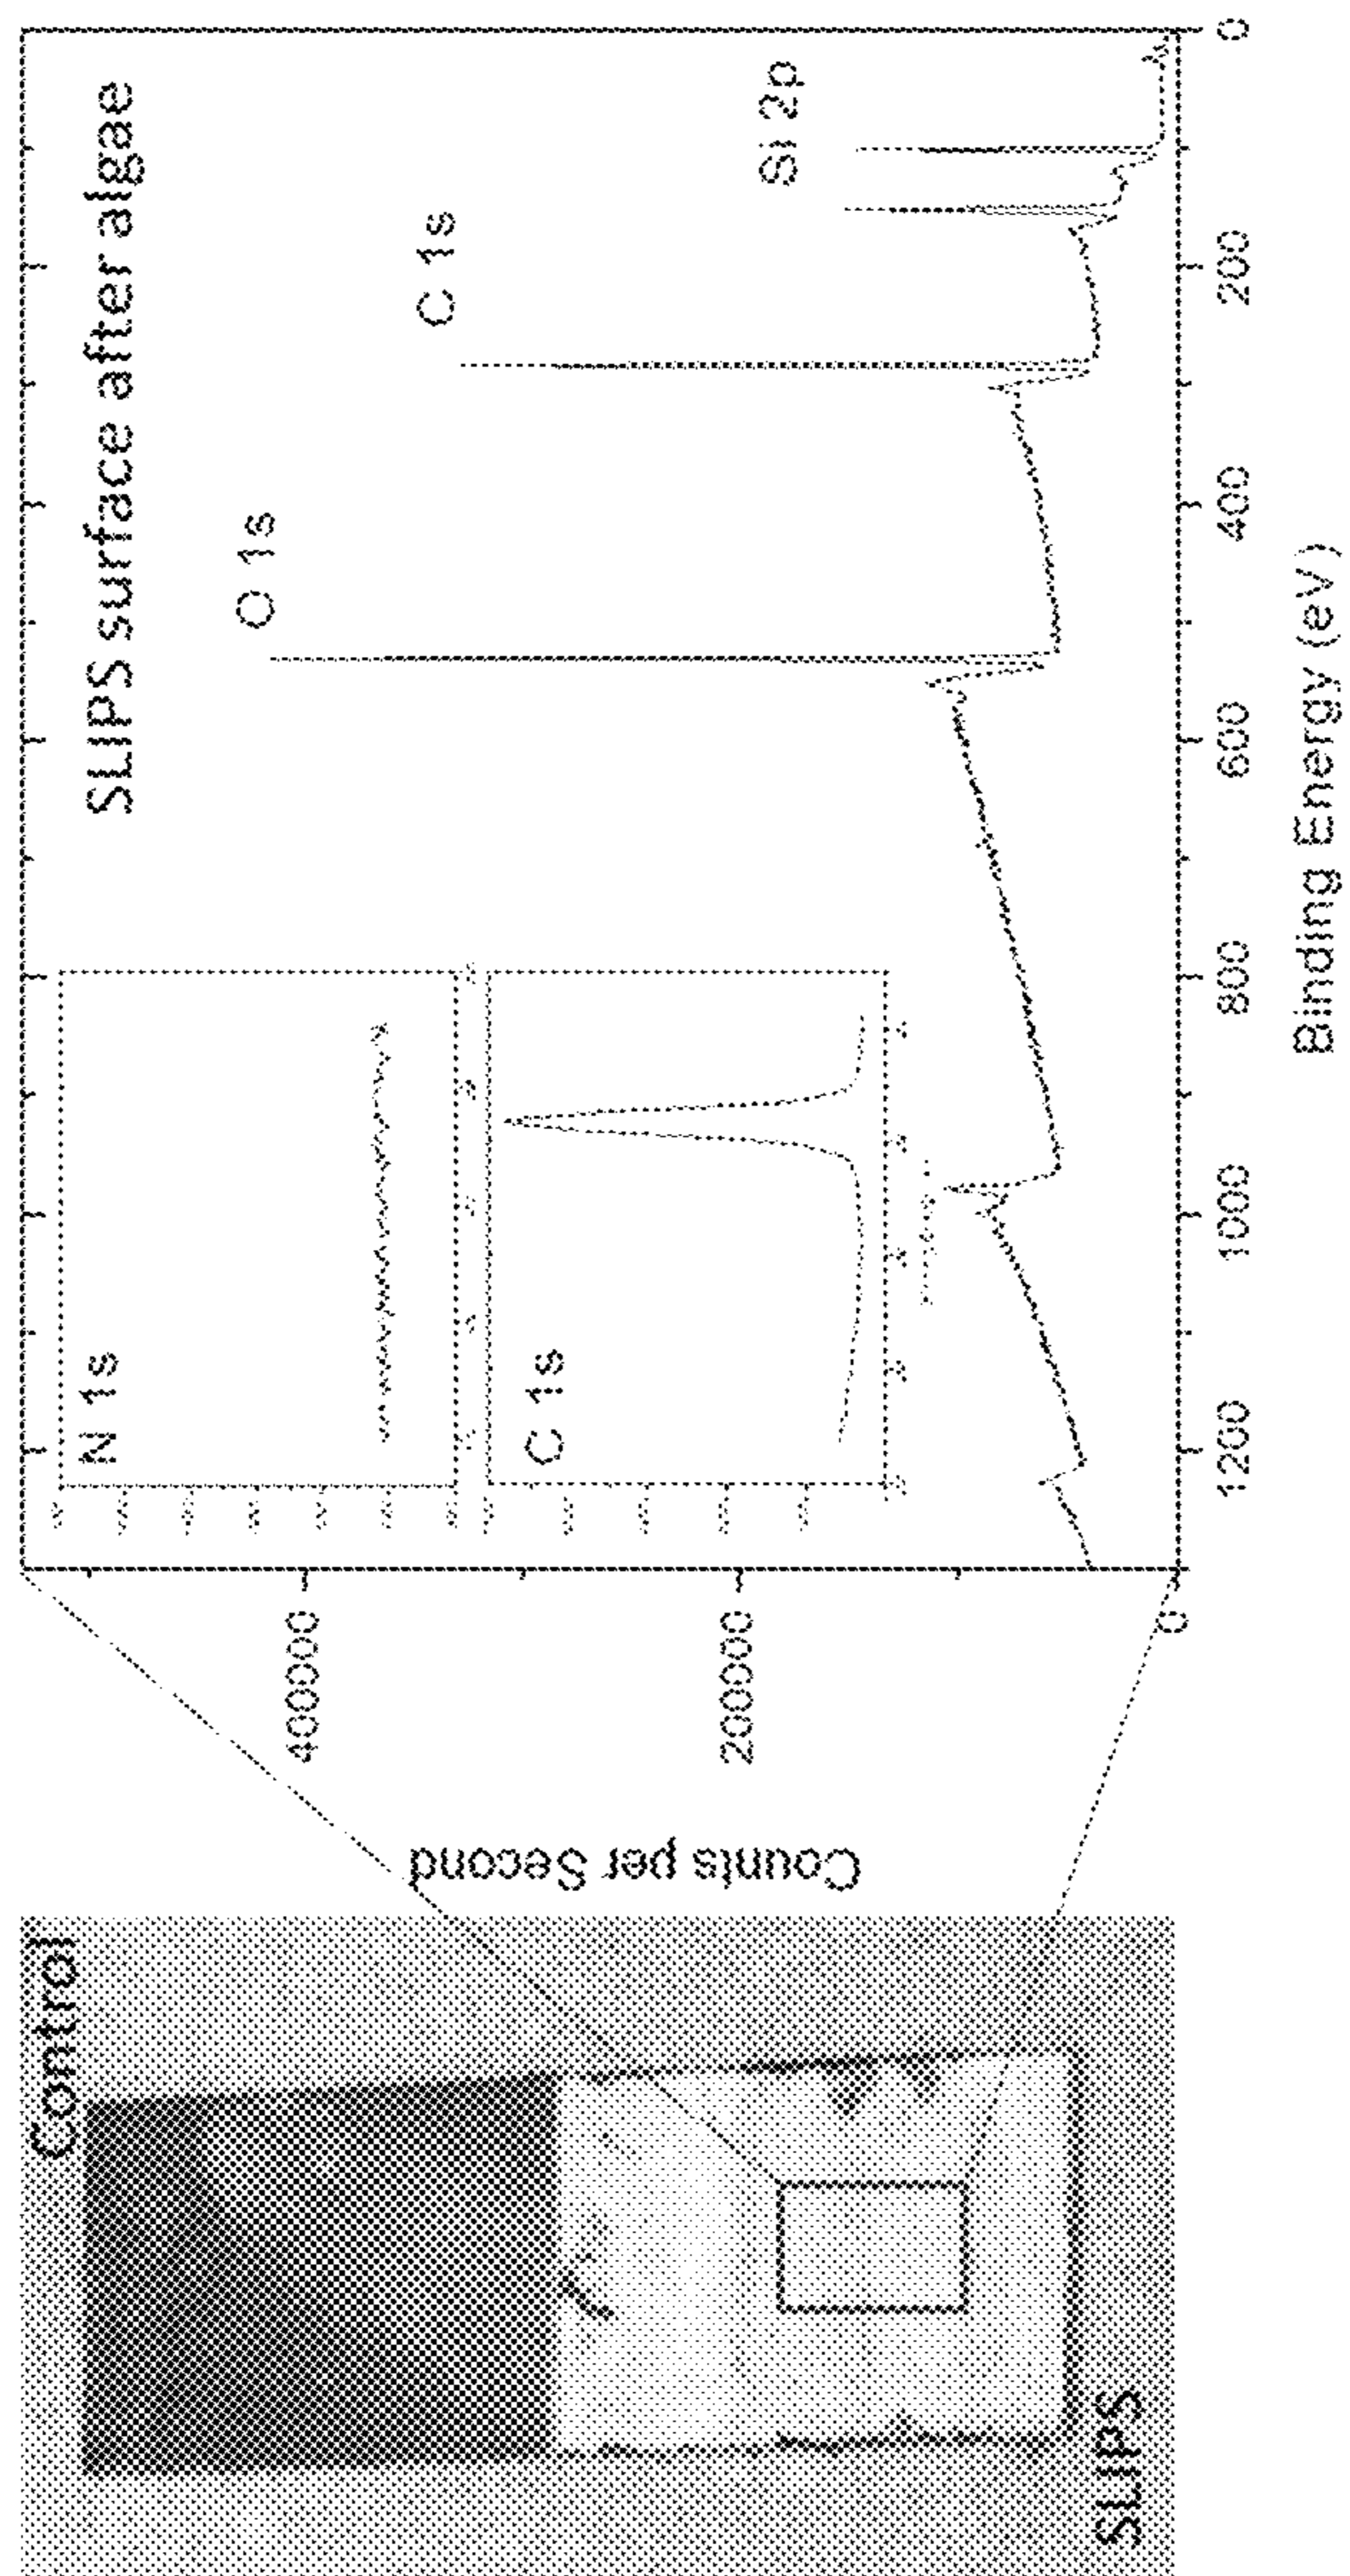 Control
SLIPS
SLIPS surface after algae
N 1s
C 1s
O 1s
C 1s
Si 2p
Counts per Second
400000
200000
0
1200
1000
800
600
400
200
0
Binding Energy (eV)